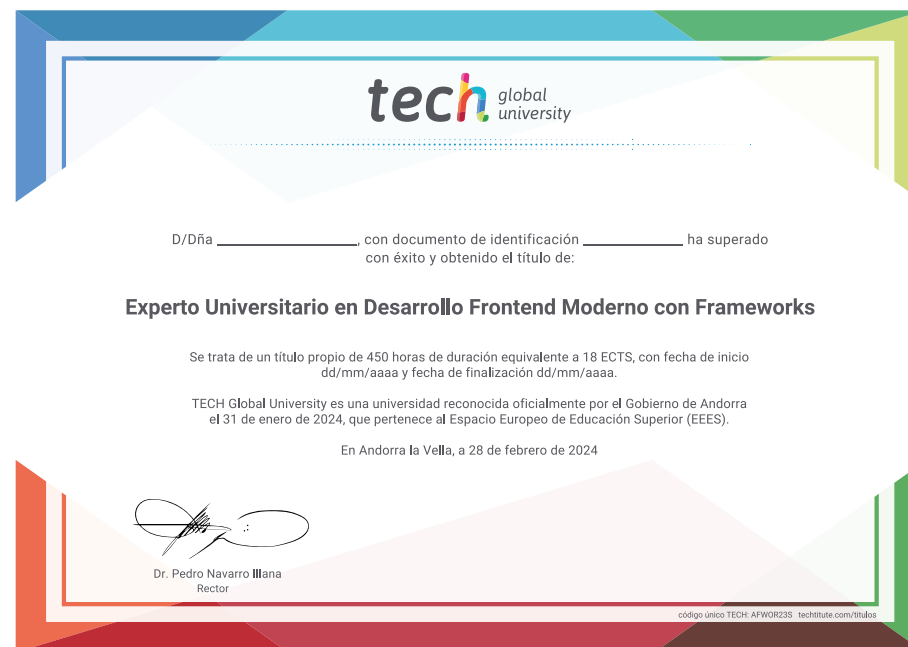 tech global university
D/Dña ____________________, con documento de identificación ______________ ha superado
con éxito y obtenido el título de:
Experto Universitario en Desarrollo Frontend Moderno con Frameworks
Se trata de un título propio de 450 horas de duración equivalente a 18 ECTS, con fecha de inicio
dd/mm/aaaa y fecha de finalización dd/mm/aaaa.
TECH Global University es una universidad reconocida oficialmente por el Gobierno de Andorra
el 31 de enero de 2024, que pertenece al Espacio Europeo de Educación Superior (EEES).
En Andorra la Vella, a 28 de febrero de 2024
Dr. Pedro Navarro Illana
Rector
código único TECH: AFWOR23S techtitute.com/titulos